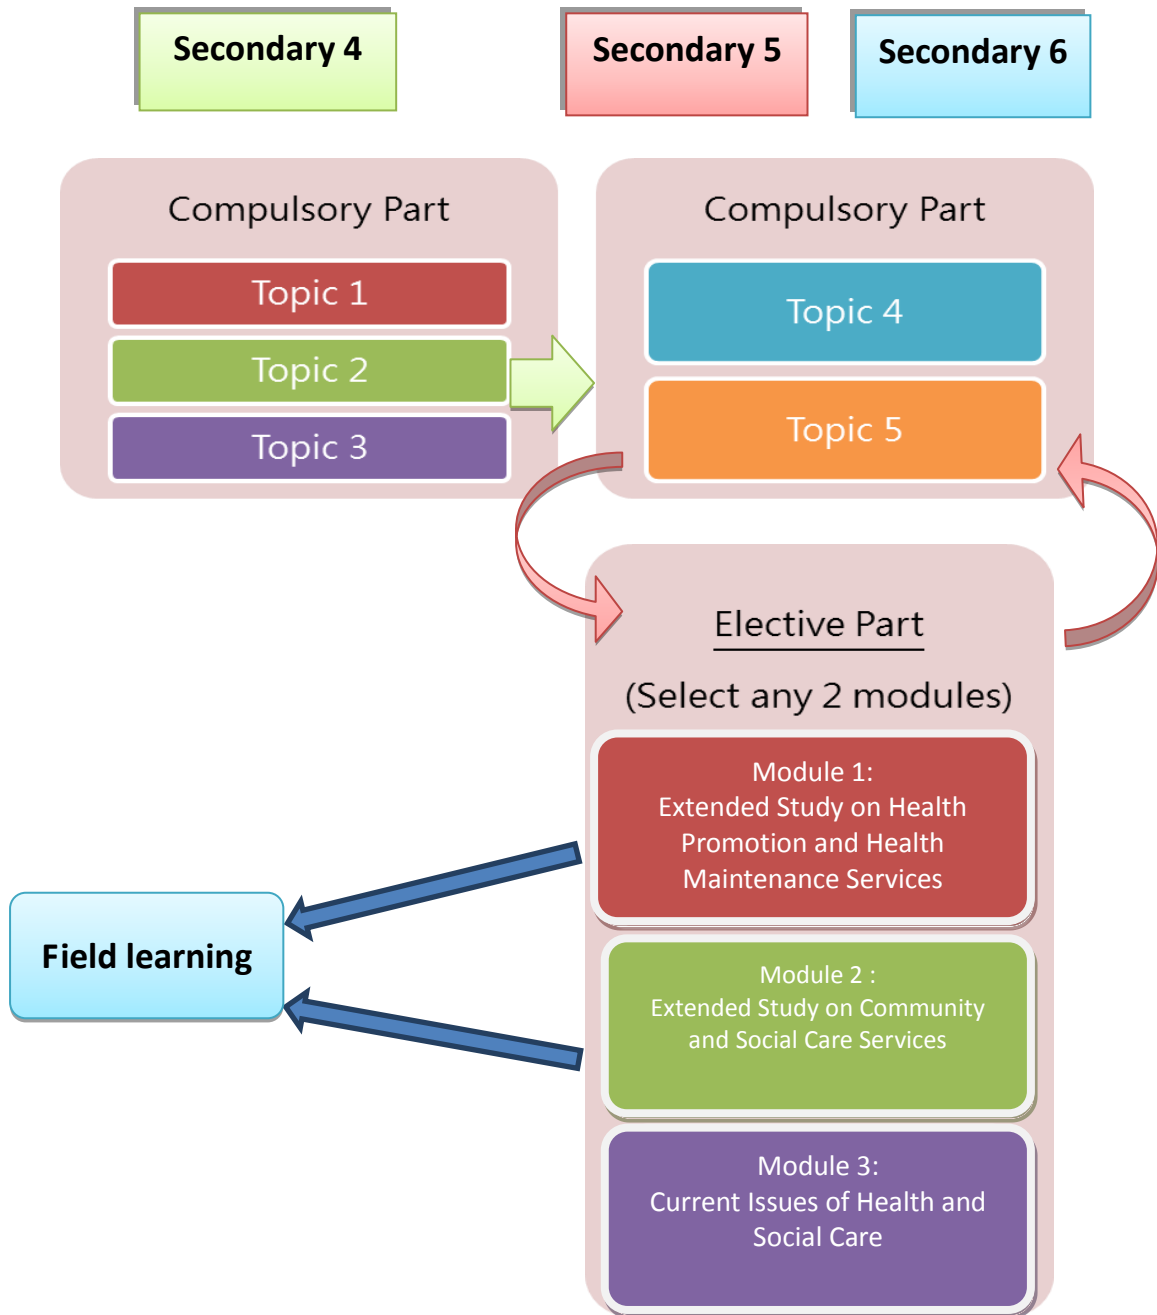 Secondary 4
Secondary 5
Secondary 6
Compulsory Part
Topic 1
Topic 2
Topic 3
Compulsory Part
Topic 4
Topic 5
Elective Part
(Select any 2 modules)
Module 1:
Extended Study on Health
Promotion and Health
Maintenance Services
Field learning
Module 2 :
Extended Study on Community
and Social Care Services
Module 3:
Current Issues of Health and
Social Care